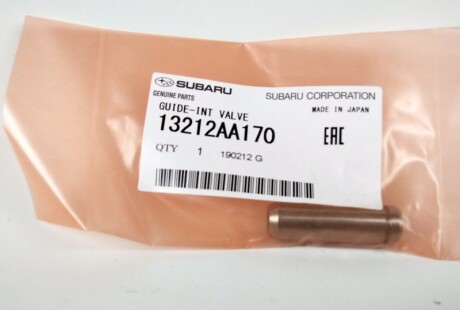 SUBARU SUBARU CORPORATION
GENUINE PARTS MADE IN JAPAN
GUIDE-INT VALVE
13212AA170 EAC
QTY 1 190212 G